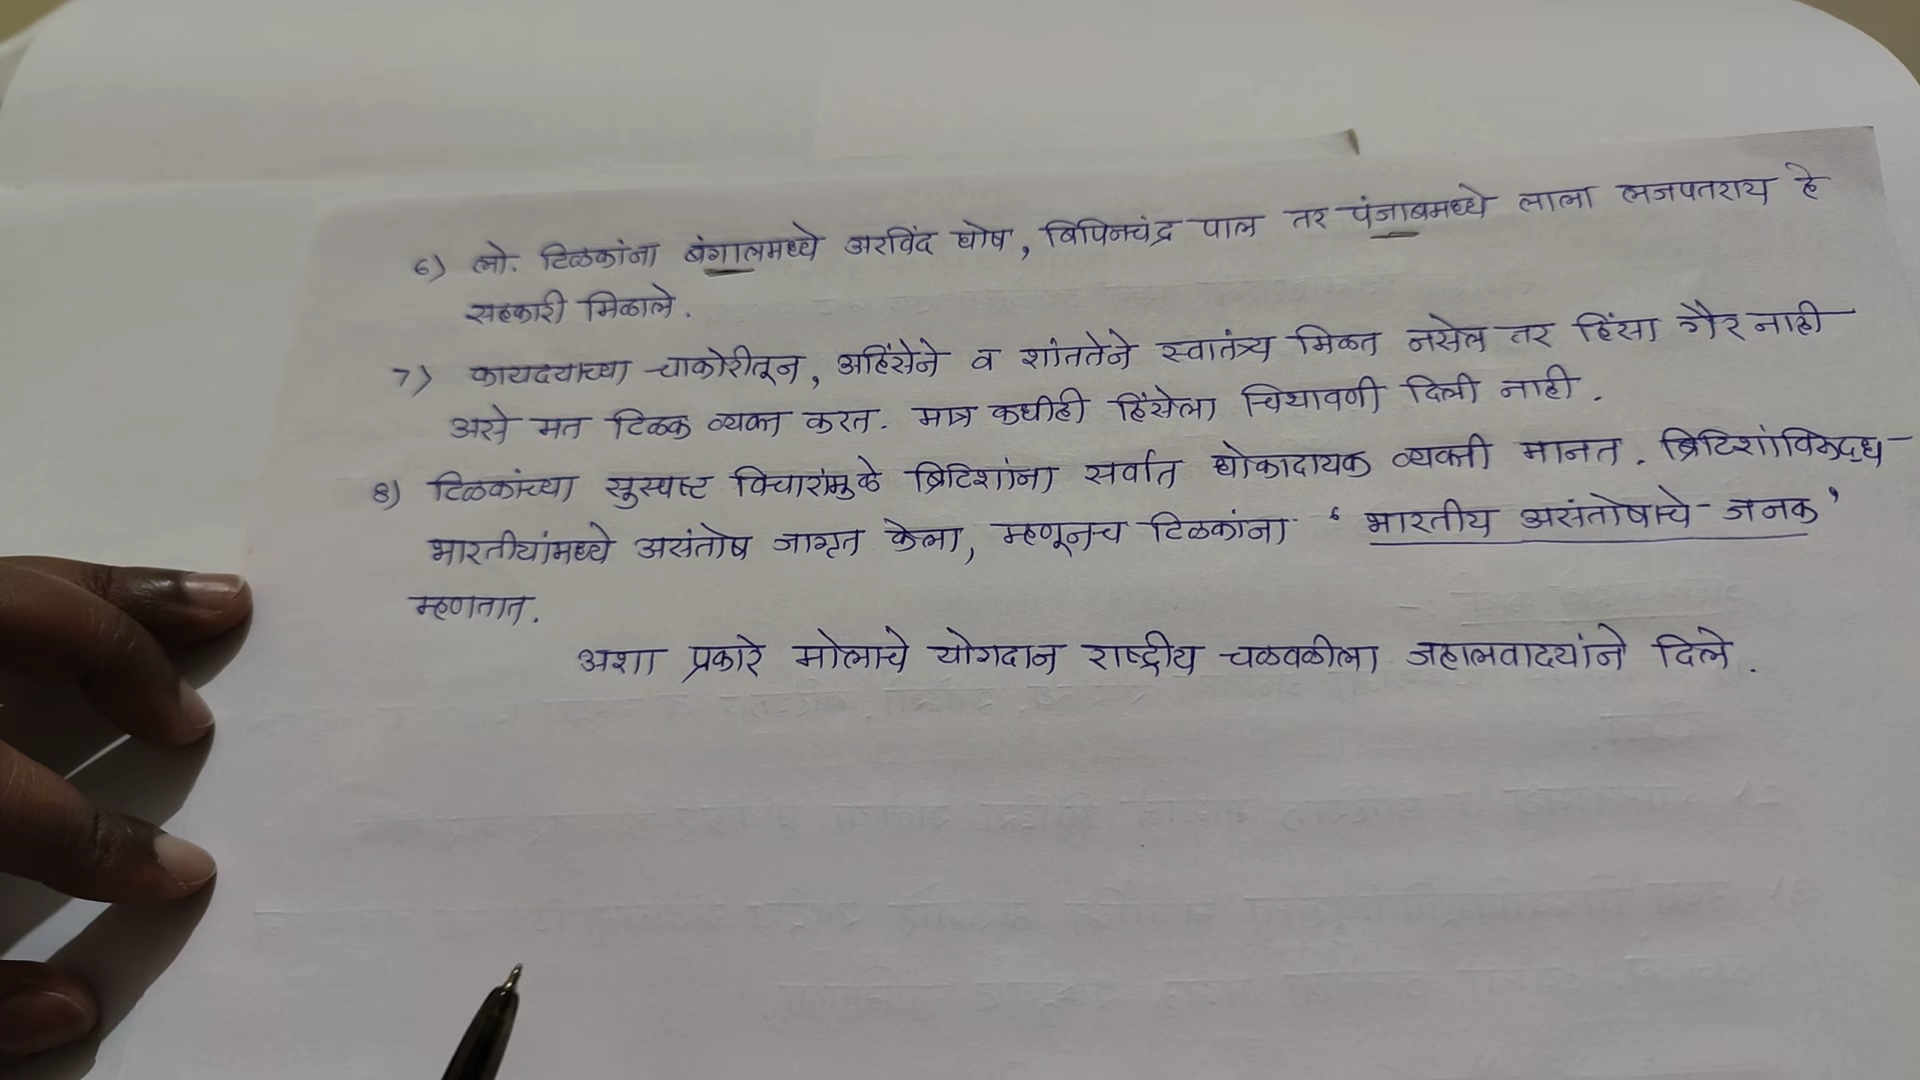 6) लो. टिळकांना बंगालमध्ये अरविंद घोष, बिपिनचंद्र पाल तर पंजाबमध्ये लाला लजपतराय हे
सहकारी मिळाले.
7) कायदयाच्या चाकोरीतून, अहिंसेने व शांततेने स्वातंत्र्य मिळत नसेल तर हिंसा गैर नाही
असे मत टिळक व्यक्त करत. मात्र कधीही हिंसेला चिथावणी दिली नाही.
8) टिळकांच्या सुस्पष्ट विचारांमुळे ब्रिटिशांना सर्वात धोकादायक व्यक्ती मानत. ब्रिटिशांविरुद्ध
भारतीयांमध्ये असंतोष जागृत केला, म्हणूनच टिळकांना ' भारतीय असंतोषाचे जनक '
म्हणतात.
अशा प्रकारे मोलाचे योगदान राष्ट्रीय चळवळीला जहालवादयांने दिले.